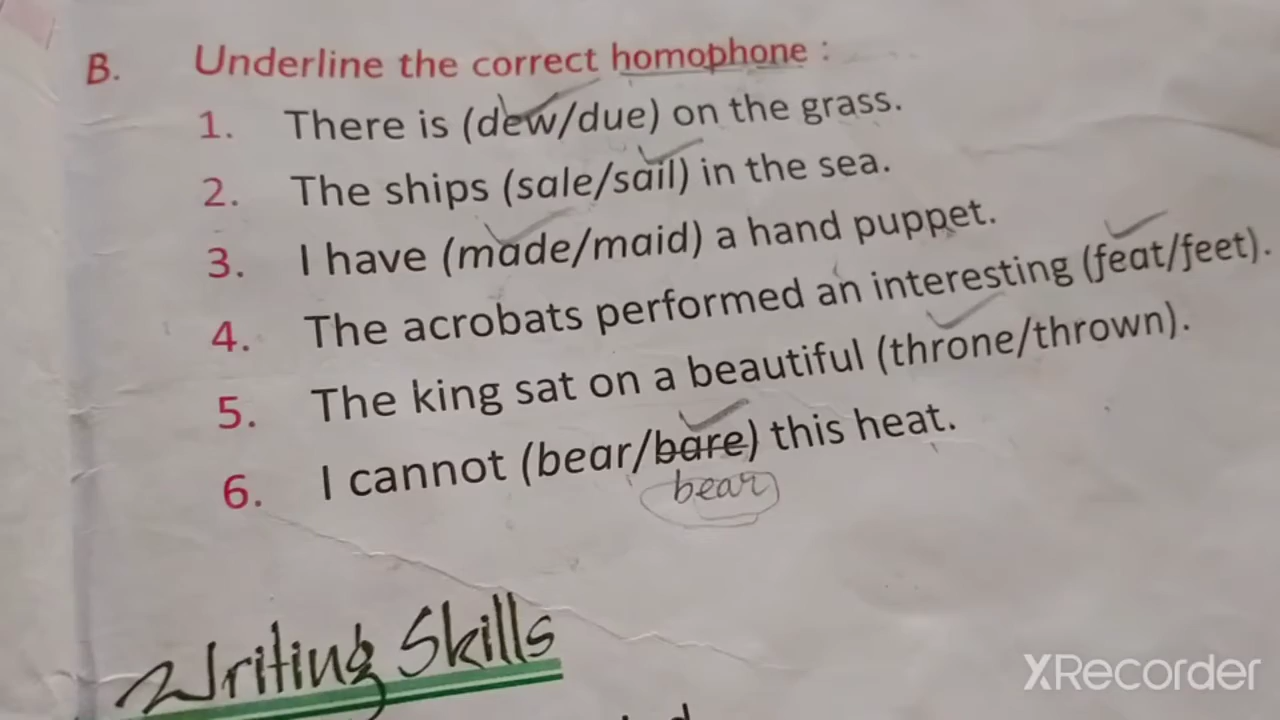 B. Underline the correct homophone :
1. There is (dew/due) on the grass.
2. The ships (sale/sail) in the sea.
3. I have (made/maid) a hand puppet.
4. The acrobats performed an interesting (feat/feet).
5. The king sat on a beautiful (throne/thrown).
6. I cannot (bear/bare) this heat.
bear
Writing Skills
XRecorder